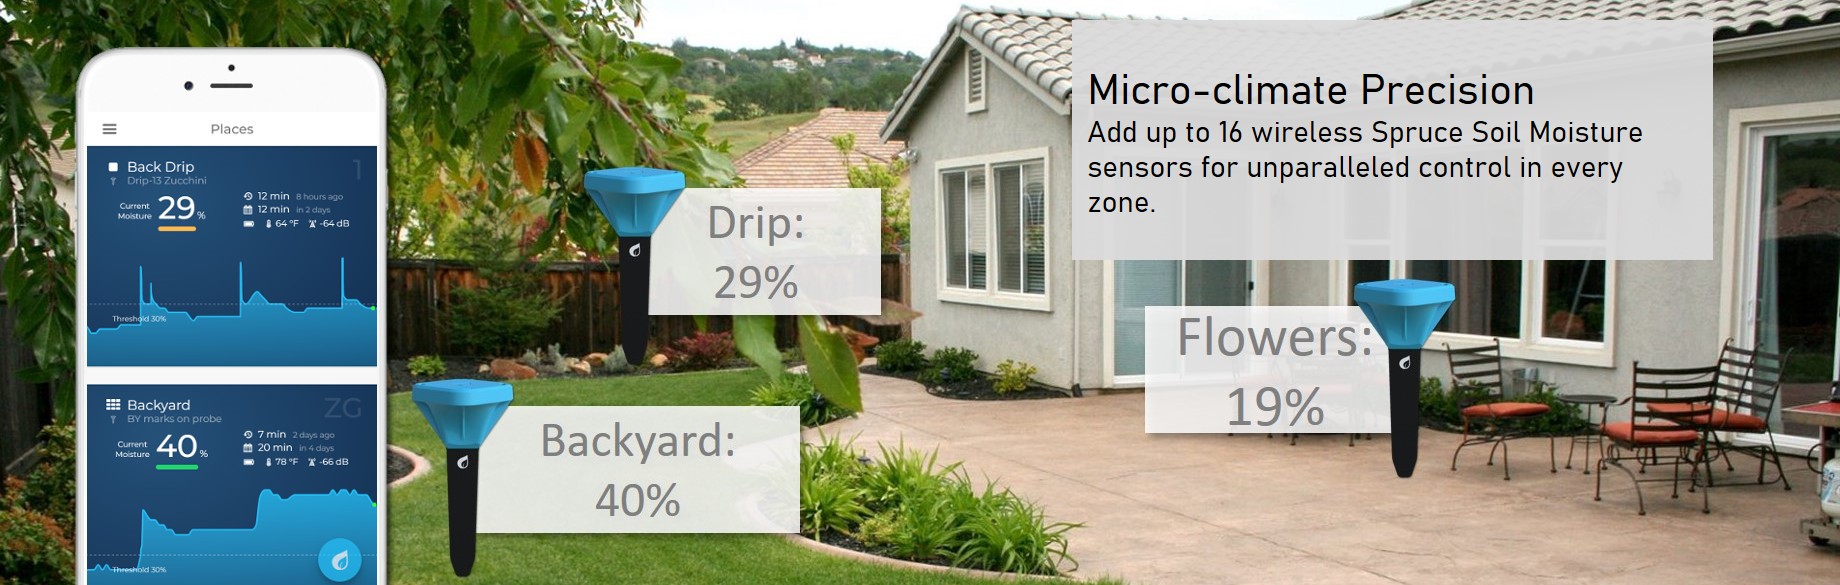 Places
Back Drip
1
Drip-13 Zucchini
Current
Moisture
29 %
12 min 8 hours ago
12 min in 2 days
64 °F -64 dB
Threshold 30%
Backyard
ZG
BY marks on probe
Current
Moisture
40 %
7 min 2 days ago
20 min in 4 days
78 °F -66 dB
Threshold 30%
Drip:
29%
Backyard:
40%
Micro-climate Precision
Add up to 16 wireless Spruce Soil Moisture
sensors for unparalleled control in every
zone.
Flowers:
19%